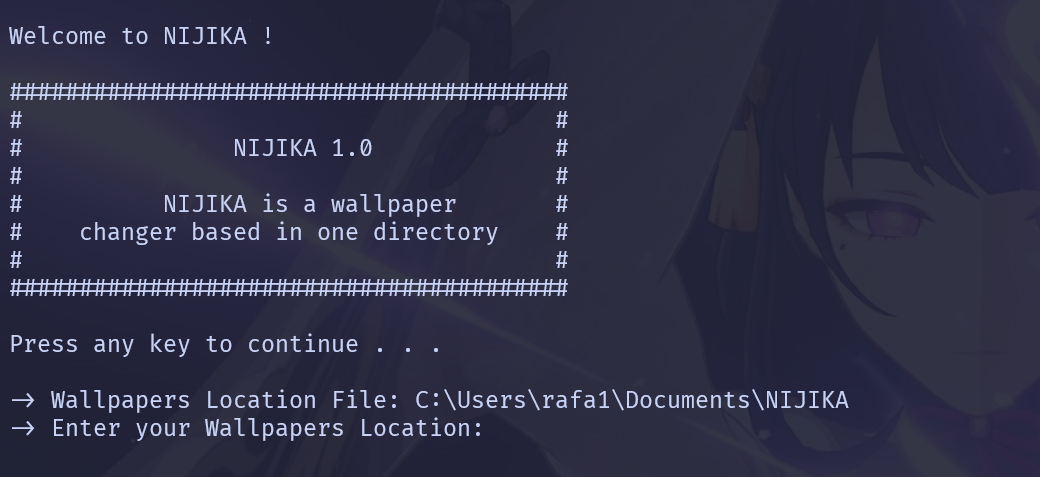 Welcome to NIJIKA !
########################################
#                                      #
#               NIJIKA 1.0             #
#                                      #
#          NIJIKA is a wallpaper       #
#    changer based in one directory    #
#                                      #
########################################
Press any key to continue . . .
-> Wallpapers Location File: C:\Users\rafa1\Documents\NIJIKA
-> Enter your Wallpapers Location: